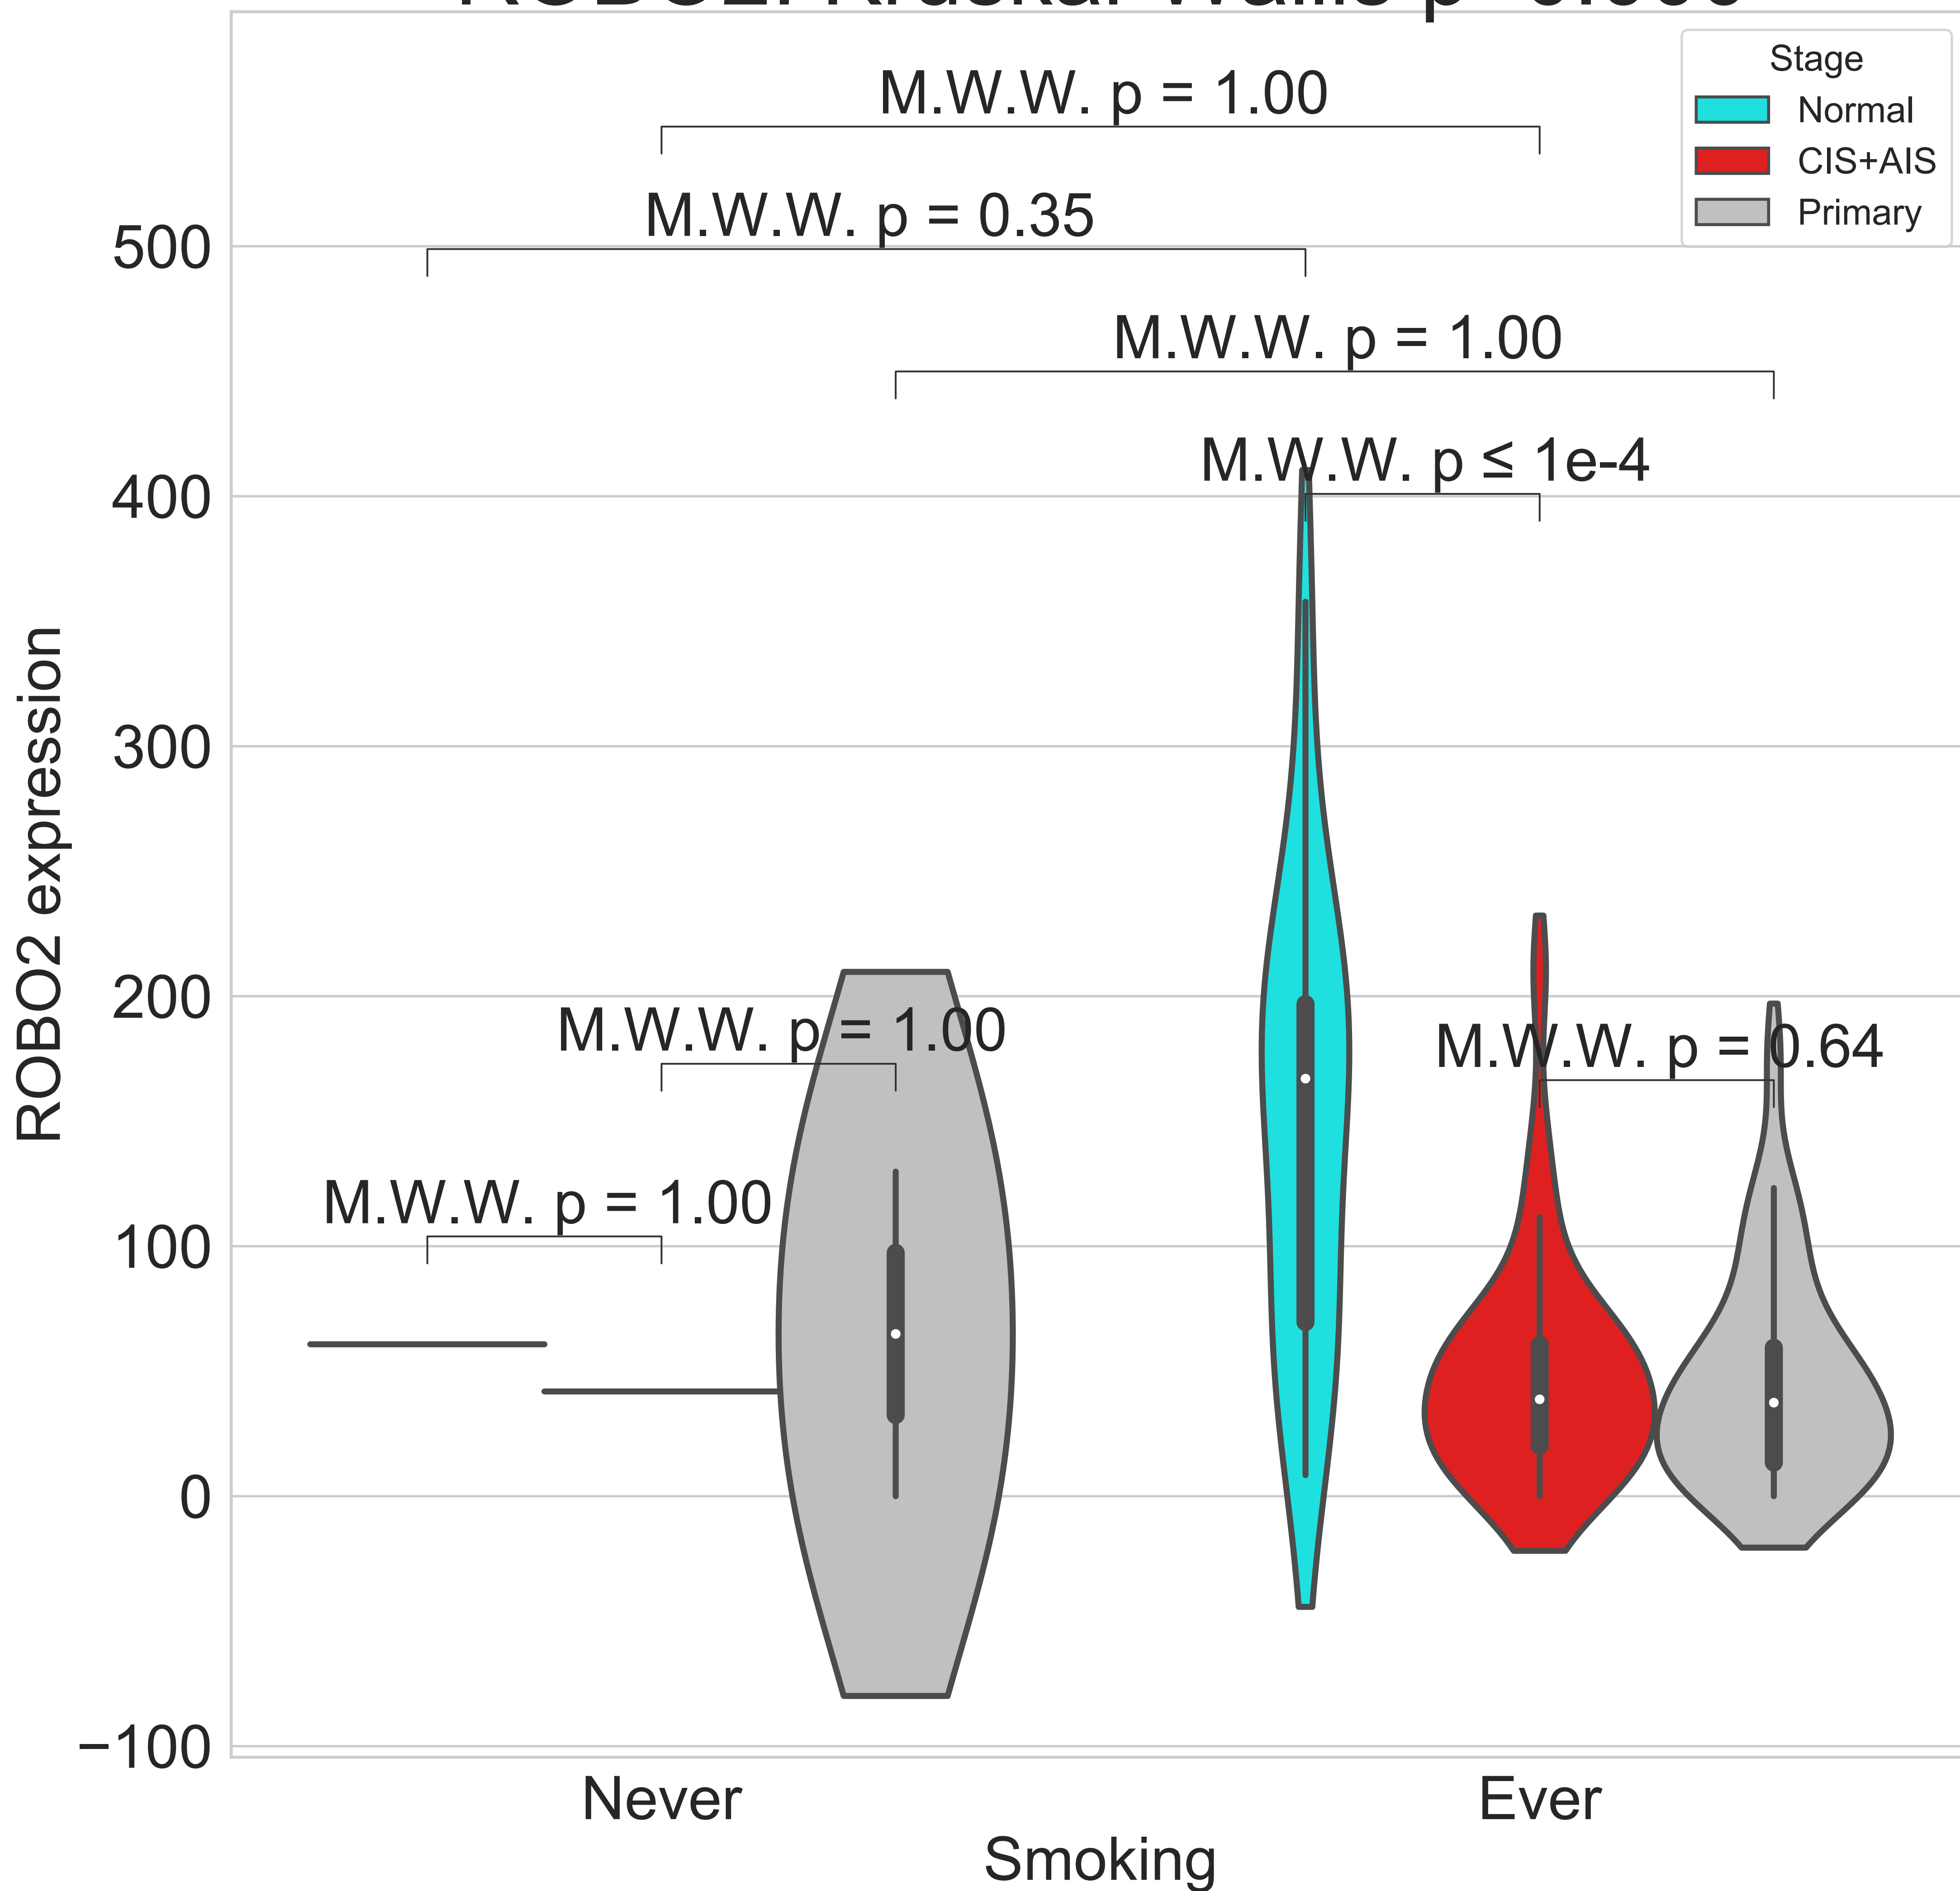 Stage
Normal
CIS+AIS
Primary
M.W.W. p = 1.00
M.W.W. p = 0.35
M.W.W. p = 1.00
M.W.W. p ≤ 1e-4
M.W.W. p = 1.00
M.W.W. p = 0.64
M.W.W. p = 1.00
500
400
300
200
100
0
−100
ROBO2 expression
Never
Ever
Smoking